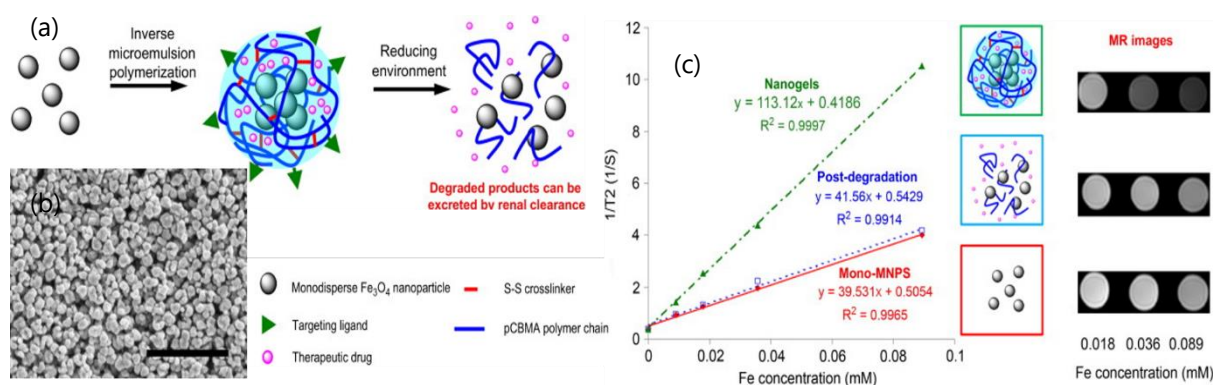 (a)
Inverse
microemulsion
polymerization
Reducing
environment
Degraded products can be
excreted by renal clearance
(b)
Monodisperse Fe3O4 nanoparticle
Targeting ligand
Therapeutic drug
S-S crosslinker
pCBMA polymer chain
(c)
1/T2 (1/S)
12
10
8
6
4
2
0
0
0.02
0.04
0.06
0.08
0.1
Fe concentration (mM)
Nanogels
y = 113.12x + 0.4186
R2 = 0.9997
Post-degradation
y = 41.56x + 0.5429
R2 = 0.9914
Mono-MNPS
y = 39.531x + 0.5054
R2 = 0.9965
MR images
0.018 0.036 0.089
Fe concentration (mM)